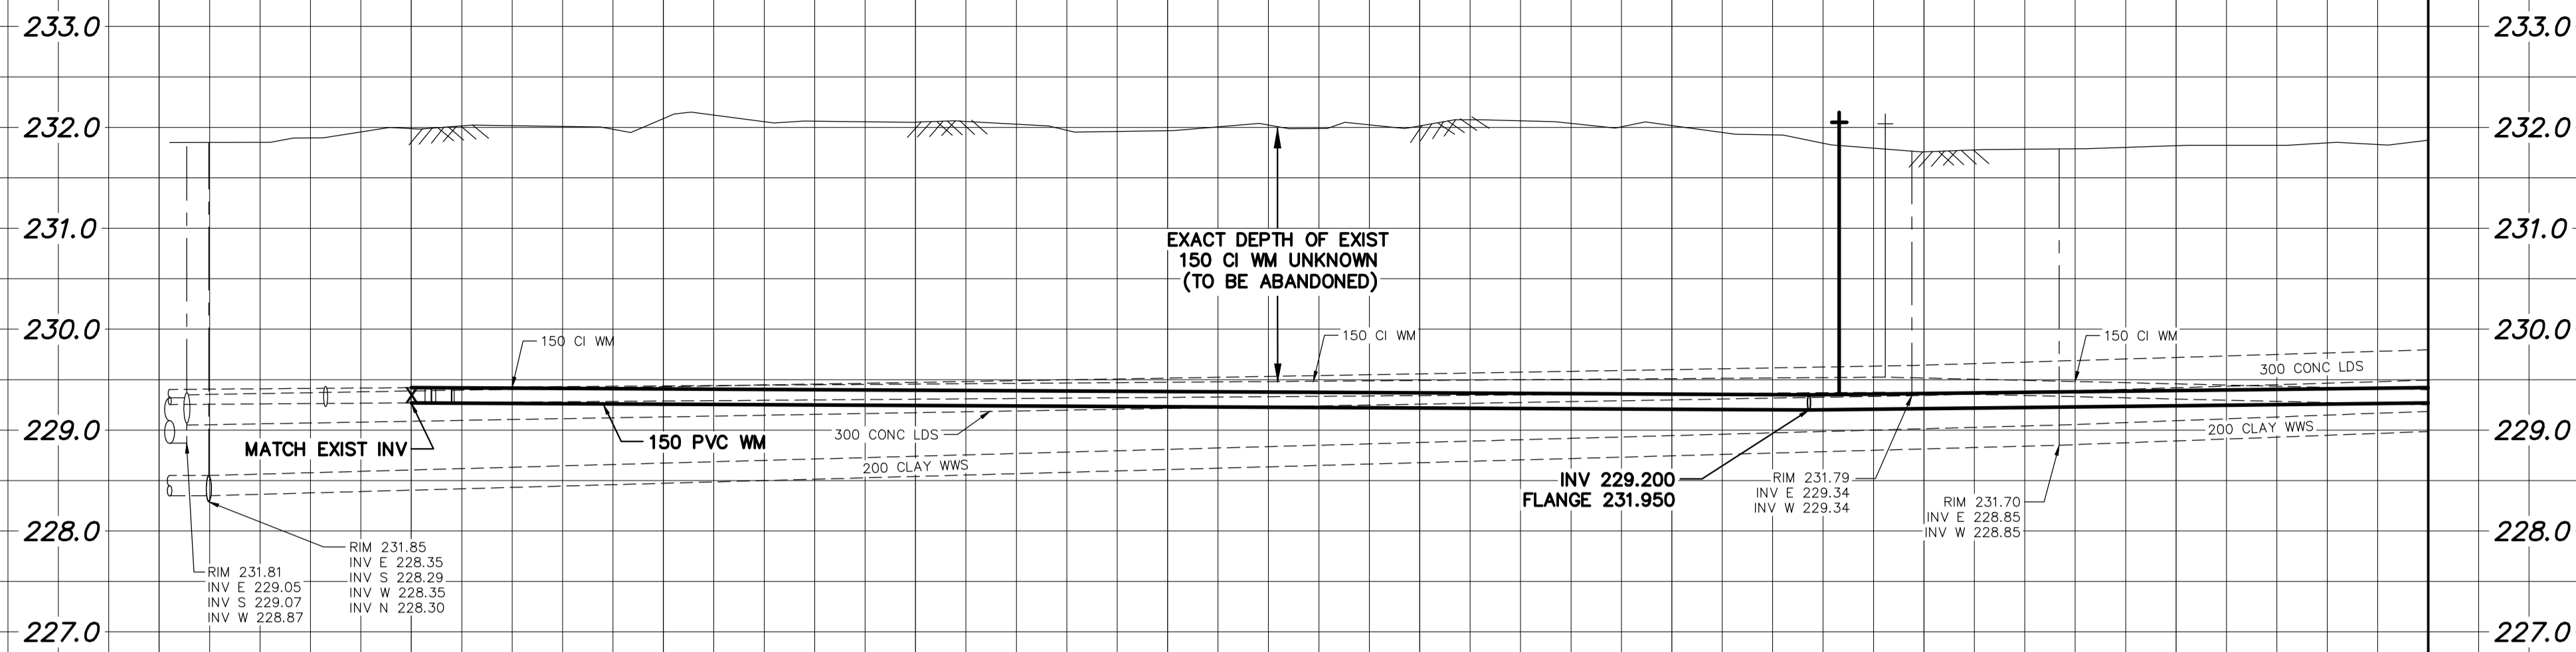 233.0
233.0
232.0
232.0
231.0
231.0
EXACT DEPTH OF EXIST
150 CI WM UNKNOWN
(TO BE ABANDONED)
230.0
230.0
150 CI WM
150 CI WM
150 CI WM
300 CONC LDS
229.0
229.0
MATCH EXIST INV
150 PVC WM
300 CONC LDS
200 CLAY WWS
200 CLAY WWS
INV 229.200
FLANGE 231.950
RIM 231.79
INV E 229.34
INV W 229.34
RIM 231.70
INV E 228.85
INV W 228.85
228.0
228.0
RIM 231.81
INV E 229.05
INV S 229.07
INV W 228.87
RIM 231.85
INV E 228.35
INV S 228.29
INV W 228.35
INV N 228.30
227.0
227.0